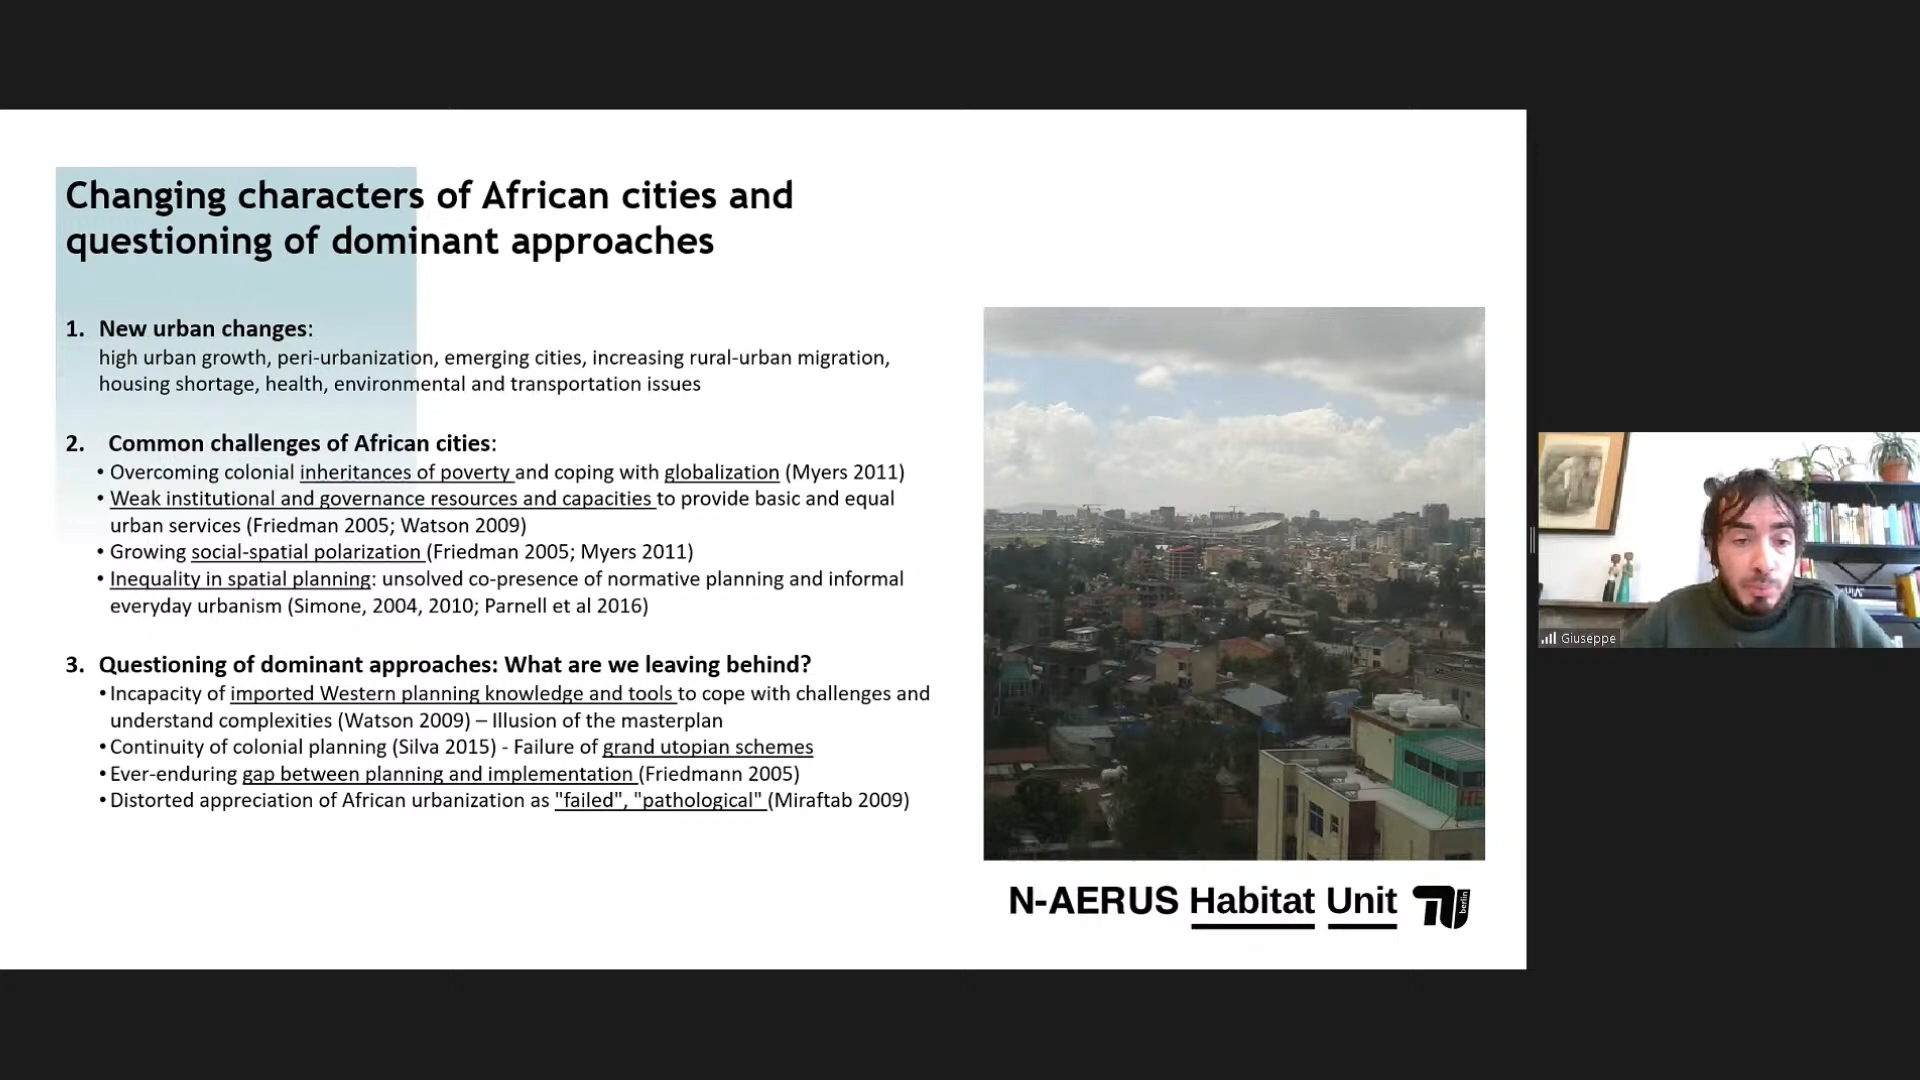 Changing characters of African cities and
questioning of dominant approaches
1. New urban changes:
high urban growth, peri-urbanization, emerging cities, increasing rural-urban migration,
housing shortage, health, environmental and transportation issues
2. Common challenges of African cities:
• Overcoming colonial inheritances of poverty and coping with globalization (Myers 2011)
• Weak institutional and governance resources and capacities to provide basic and equal
urban services (Friedman 2005; Watson 2009)
• Growing social-spatial polarization (Friedman 2005; Myers 2011)
• Inequality in spatial planning: unsolved co-presence of normative planning and informal
everyday urbanism (Simone, 2004, 2010; Parnell et al 2016)
3. Questioning of dominant approaches: What are we leaving behind?
• Incapacity of imported Western planning knowledge and tools to cope with challenges and
understand complexities (Watson 2009) – Illusion of the masterplan
• Continuity of colonial planning (Silva 2015) - Failure of grand utopian schemes
• Ever-enduring gap between planning and implementation (Friedmann 2005)
• Distorted appreciation of African urbanization as "failed", "pathological" (Miraftab 2009)
HE
N-AERUS Habitat Unit
berlin
Giuseppe